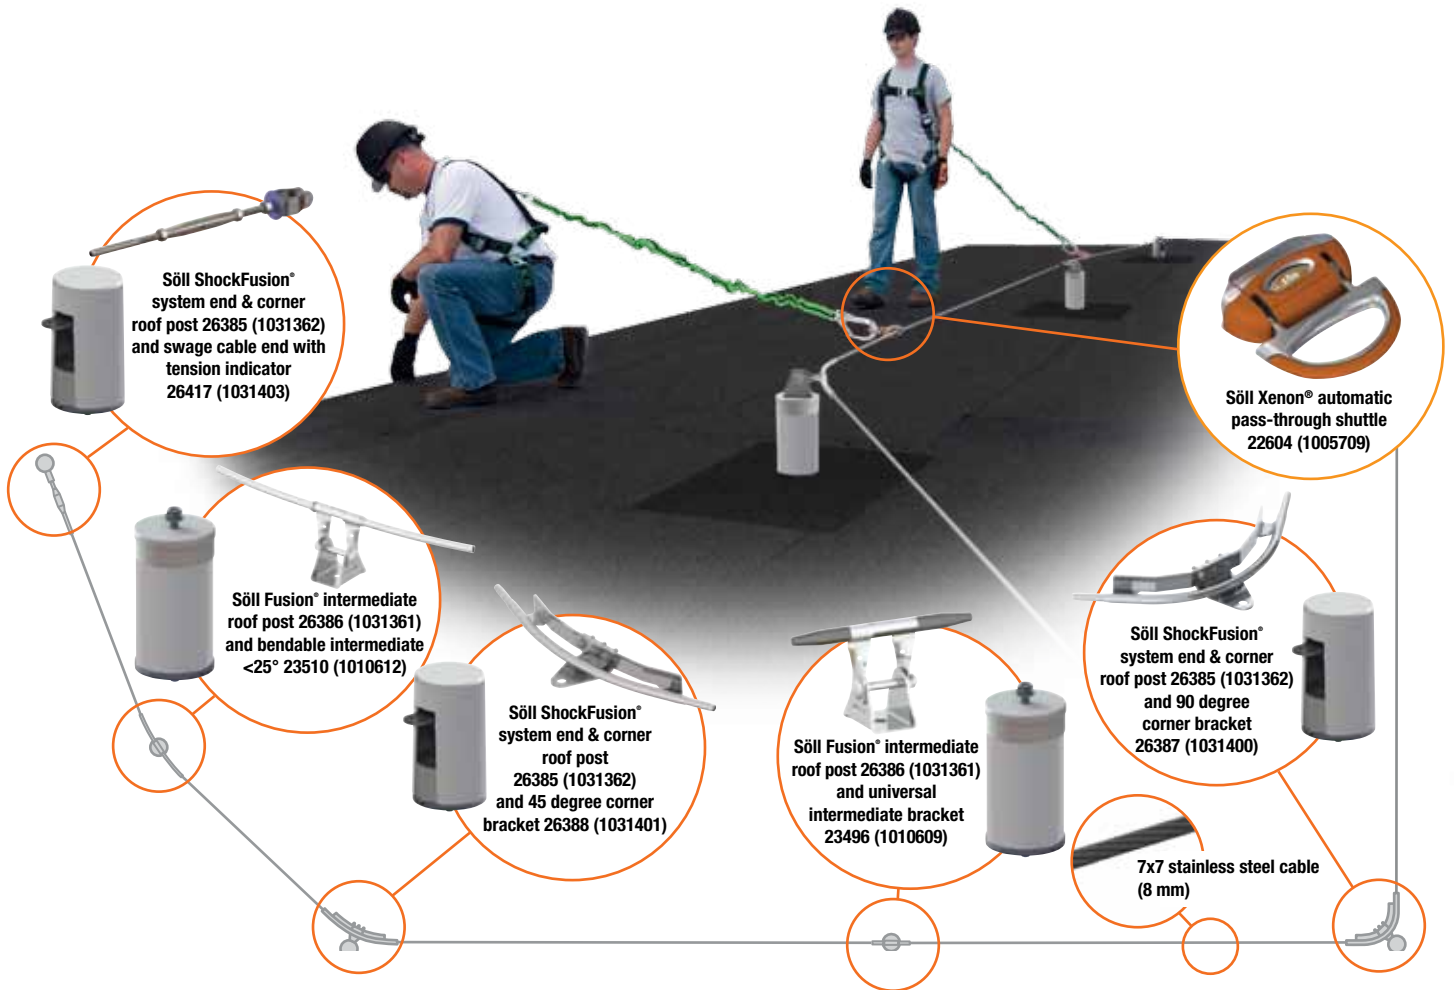 Söll ShockFusion®
system end & corner
roof post 26385 (1031362)
and swage cable end with
tension indicator
26417 (1031403)
Söll Xenon® automatic
pass-through shuttle
22604 (1005709)
Söll Fusion® intermediate
roof post 26386 (1031361)
and bendable intermediate
<25° 23510 (1010612)
Söll ShockFusion®
system end & corner
roof post
26385 (1031362)
and 45 degree corner
bracket 26388 (1031401)
Söll Fusion® intermediate
roof post 26386 (1031361)
and universal
intermediate bracket
23496 (1010609)
Söll ShockFusion®
system end & corner
roof post 26385 (1031362)
and 90 degree
corner bracket
26387 (1031400)
7x7 stainless steel cable
(8 mm)